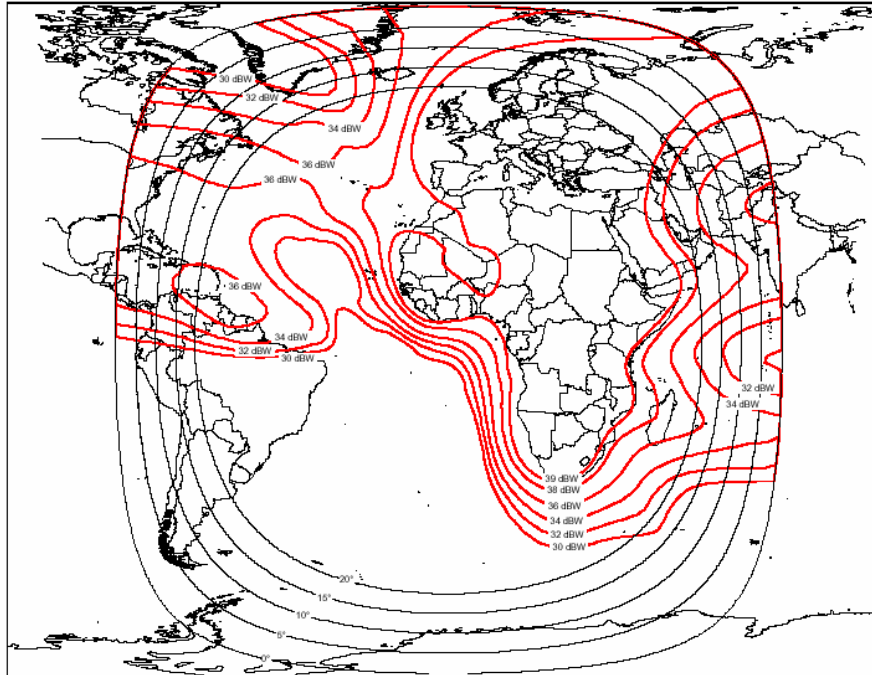 30 dBW
32 dBW
34 dBW
36 dBW
36 dBW
36 dBW
34 dBW
32 dBW
30 dBW
32 dBW
34 dBW
39 dBW
38 dBW
36 dBW
34 dBW
32 dBW
30 dBW
20°
15°
10°
5°
0°